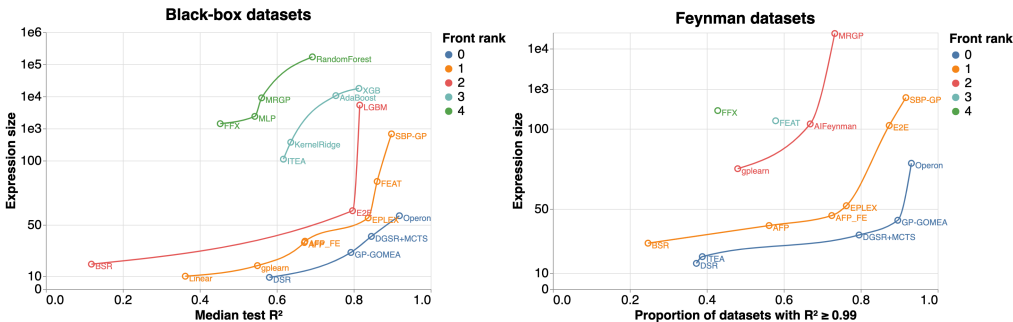 Black-box datasets
Expression size
1e6
1e5
1e4
1e3
100
50
10
0
RandomForest
MRGP
MLP
FFX
XGB
AdaBoost
LGBM
KernelRidge
ITEA
SBP-GP
FEAT
E2E
EPLEX
Operon
AFP_FE
DGSR+MCTS
GP-GOMEA
BSR
gplearn
Linear
DSR
0.0 0.2 0.4 0.6 0.8 1.0
Median test R²
Front rank
0
1
2
3
4
Feynman datasets
Expression size
1e4
1e3
100
50
10
0
MRGP
SBP-GP
FFX
FEAT
AIFeynman
E2E
gplearn
Operon
EPLEX
AFP_FE
GP-GOMEA
AFP
DGSR+MCTS
BSR
ITEA
DSR
0.0 0.2 0.4 0.6 0.8 1.0
Proportion of datasets with R² ≥ 0.99
Front rank
0
1
2
3
4